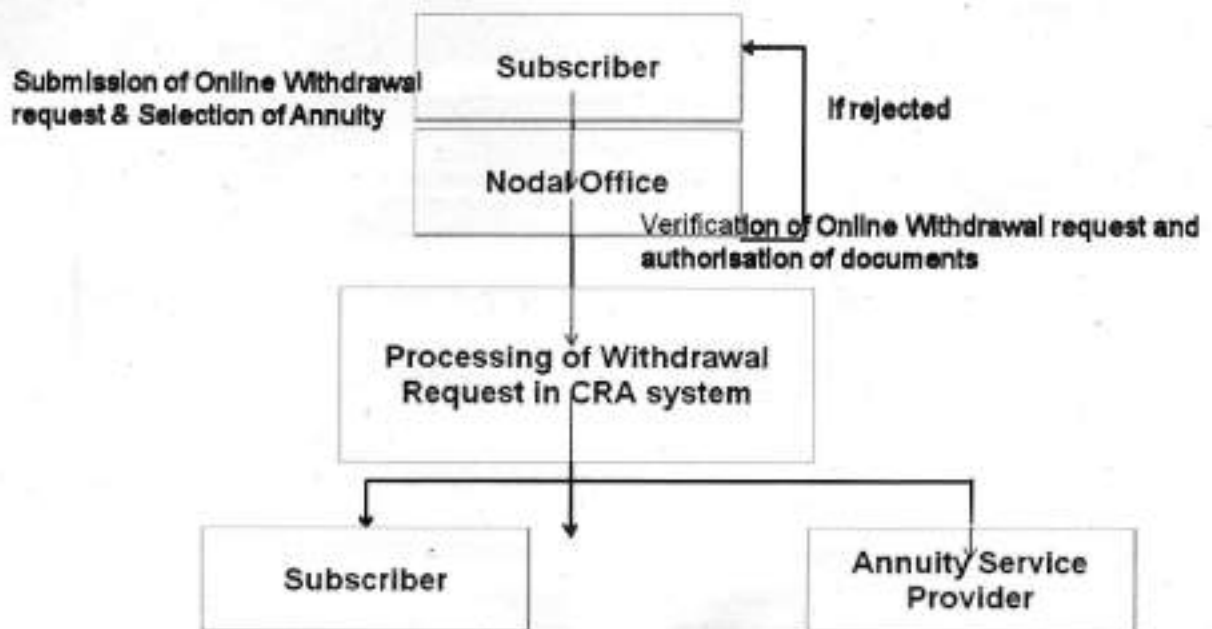 Subscriber
Submission of Online Withdrawal
request & Selection of Annuity
If rejected
Nodal Office
Verification of Online Withdrawal request and
authorisation of documents
Processing of Withdrawal
Request in CRA system
Subscriber
Annuity Service
Provider